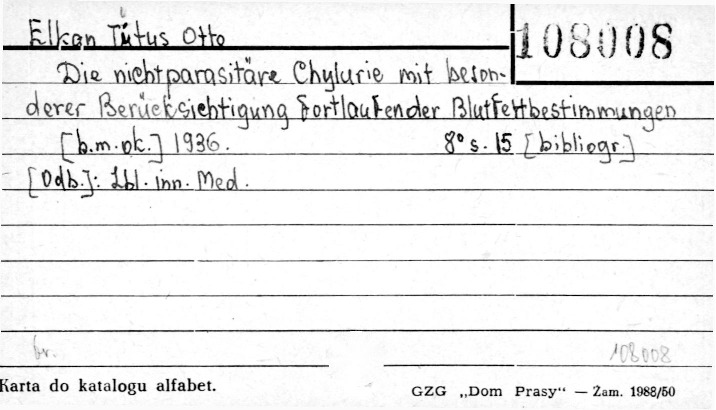 Elkan Titus Otto
108008
Die nichtparasitäre Chylurie mit beson-
derer Berücksichtigung fortlaufender Blutfettbestimmungen
[b.m.ok.] 1936. 8° s. 15 [bibliogr.]
[Odb.]: Zbl. inn. Med.
br. 108008
Karta do katalogu alfabet. GZG „Dom Prasy“ — Zam. 1988/50